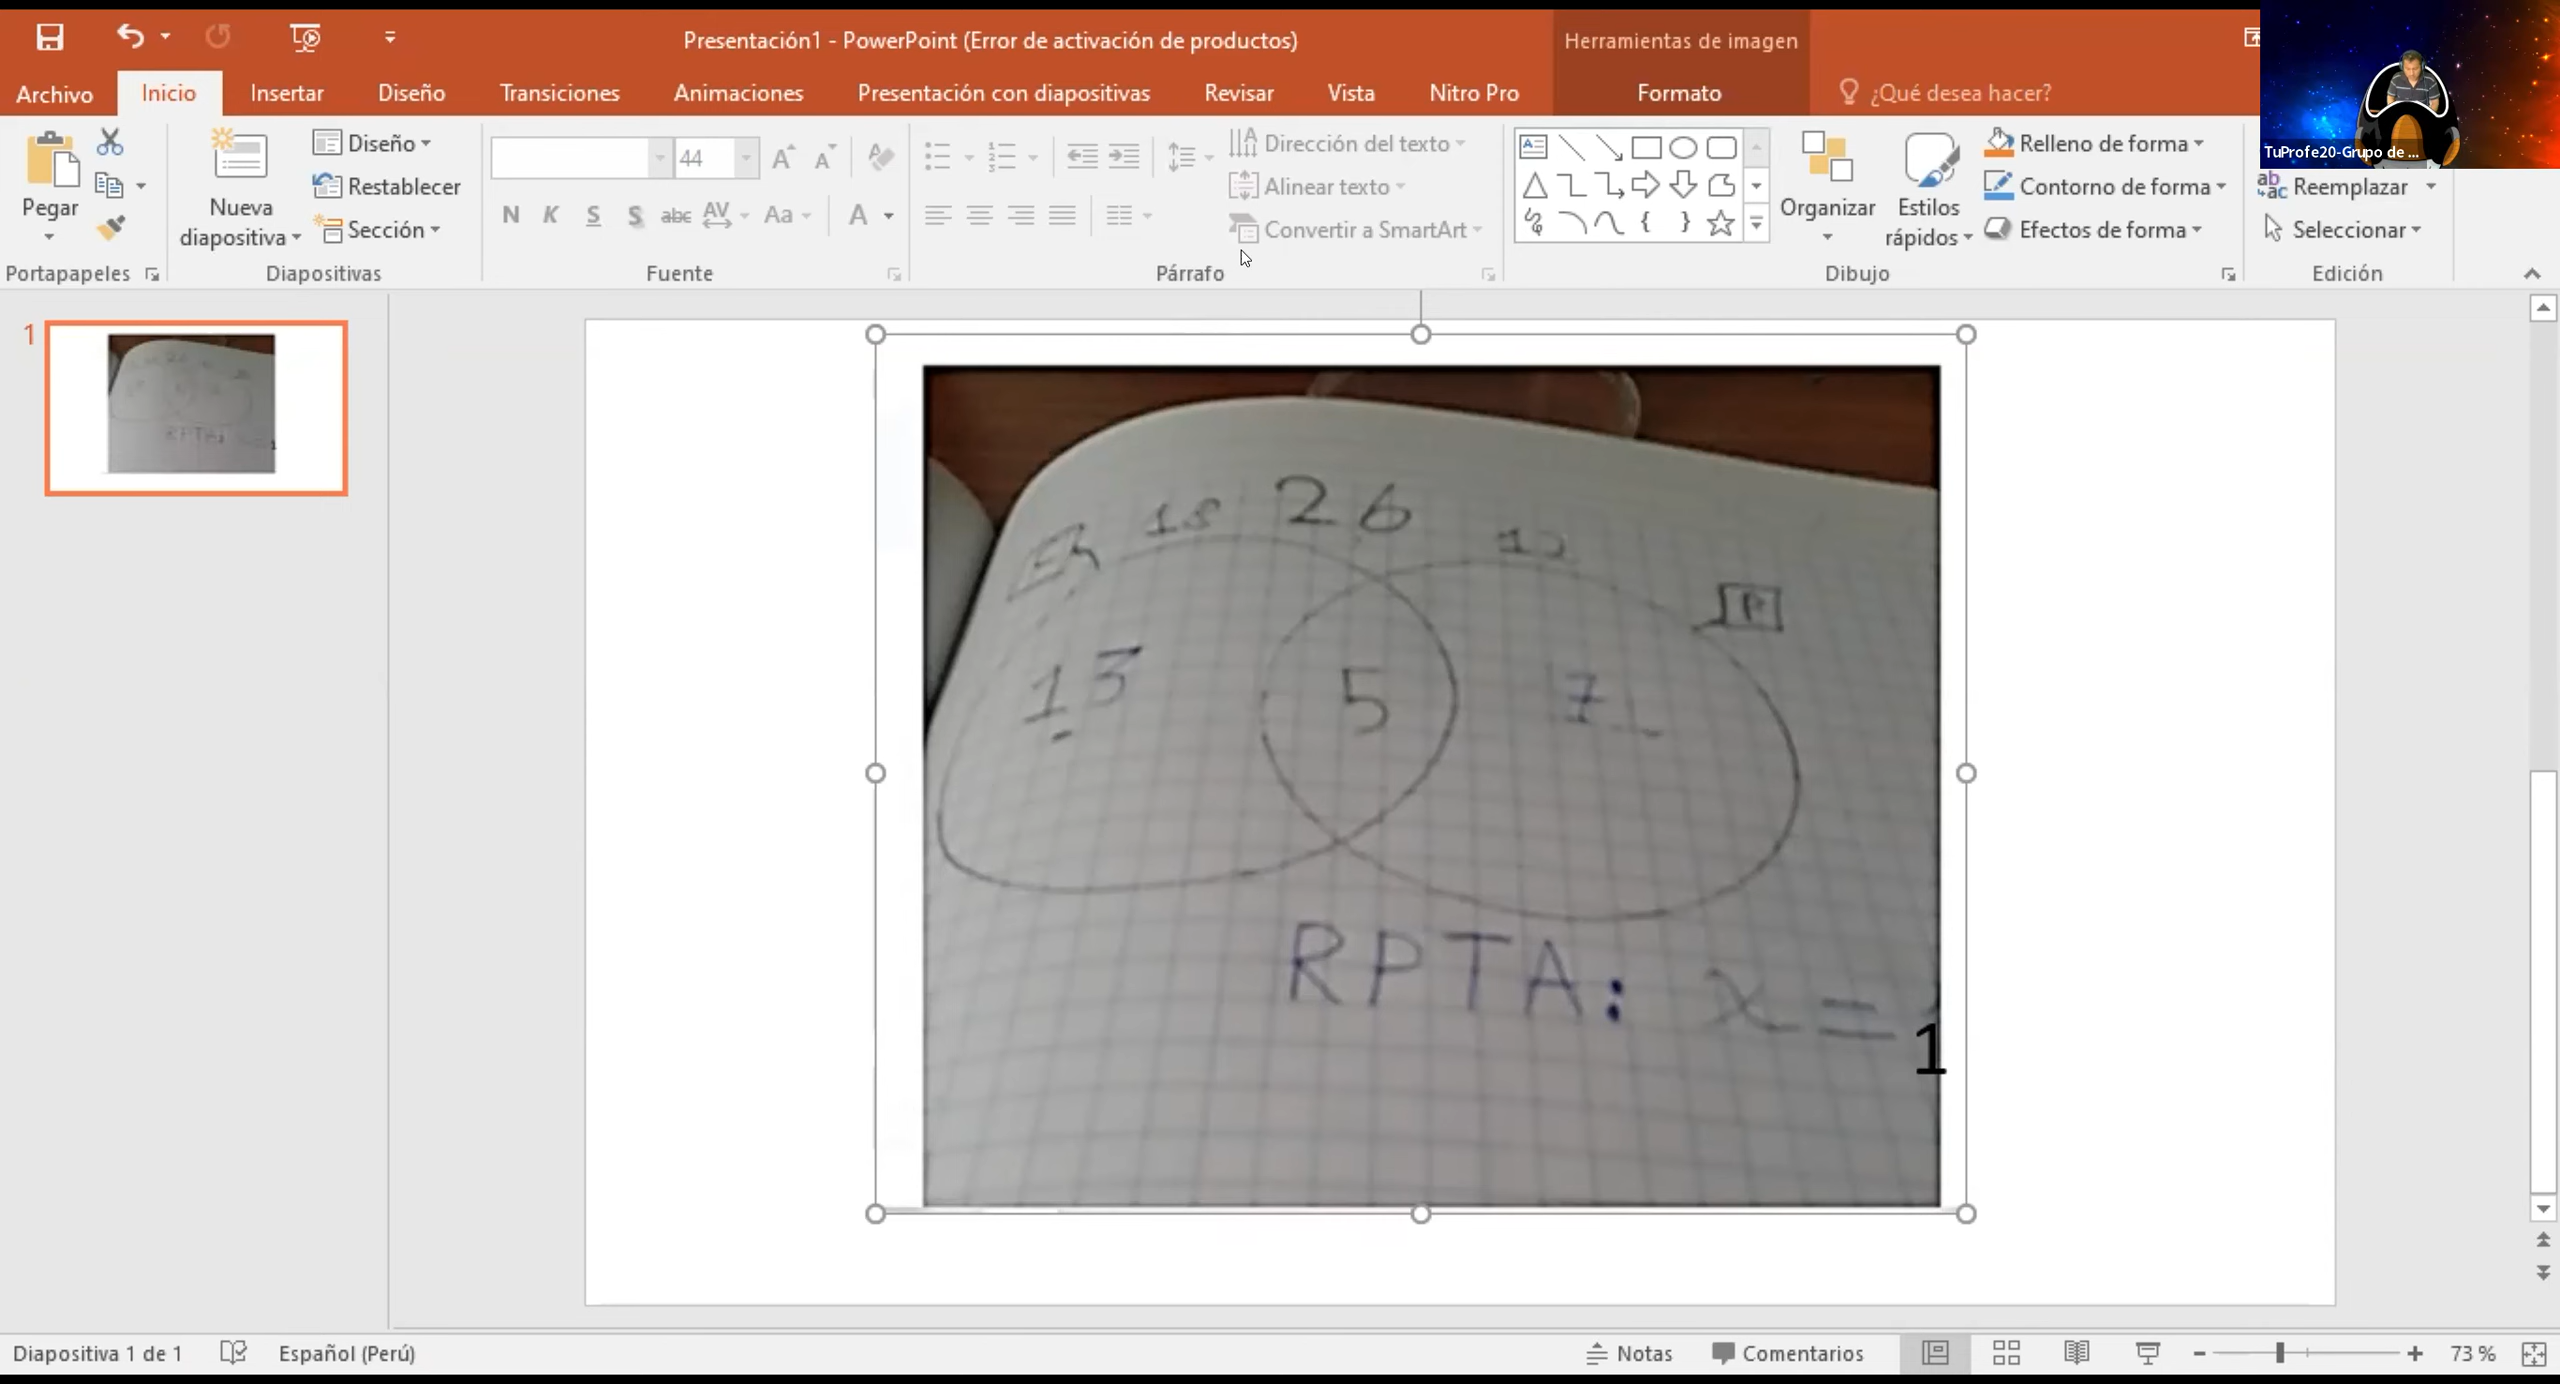 Presentación1 - PowerPoint (Error de activación de productos)
Herramientas de imagen
Archivo Inicio Insertar Diseño Transiciones Animaciones Presentación con diapositivas Revisar Vista Nitro Pro Formato ¿Qué desea hacer?
TuProfe20-Grupo de ...
Pegar
Portapapeles
Nueva diapositiva
Diseño
Restablecer
Sección
Diapositivas
44
N K S S abc AV Aa A
Fuente
Dirección del texto
Alinear texto
Convertir a SmartArt
Párrafo
Organizar
Estilos rápidos
Relleno de forma
Contorno de forma
Efectos de forma
Dibujo
Reemplazar
Seleccionar
Edición
1
18 26
13 5 7
RPTA: x =
1
Diapositiva 1 de 1 Español (Perú) Notas Comentarios 73 %